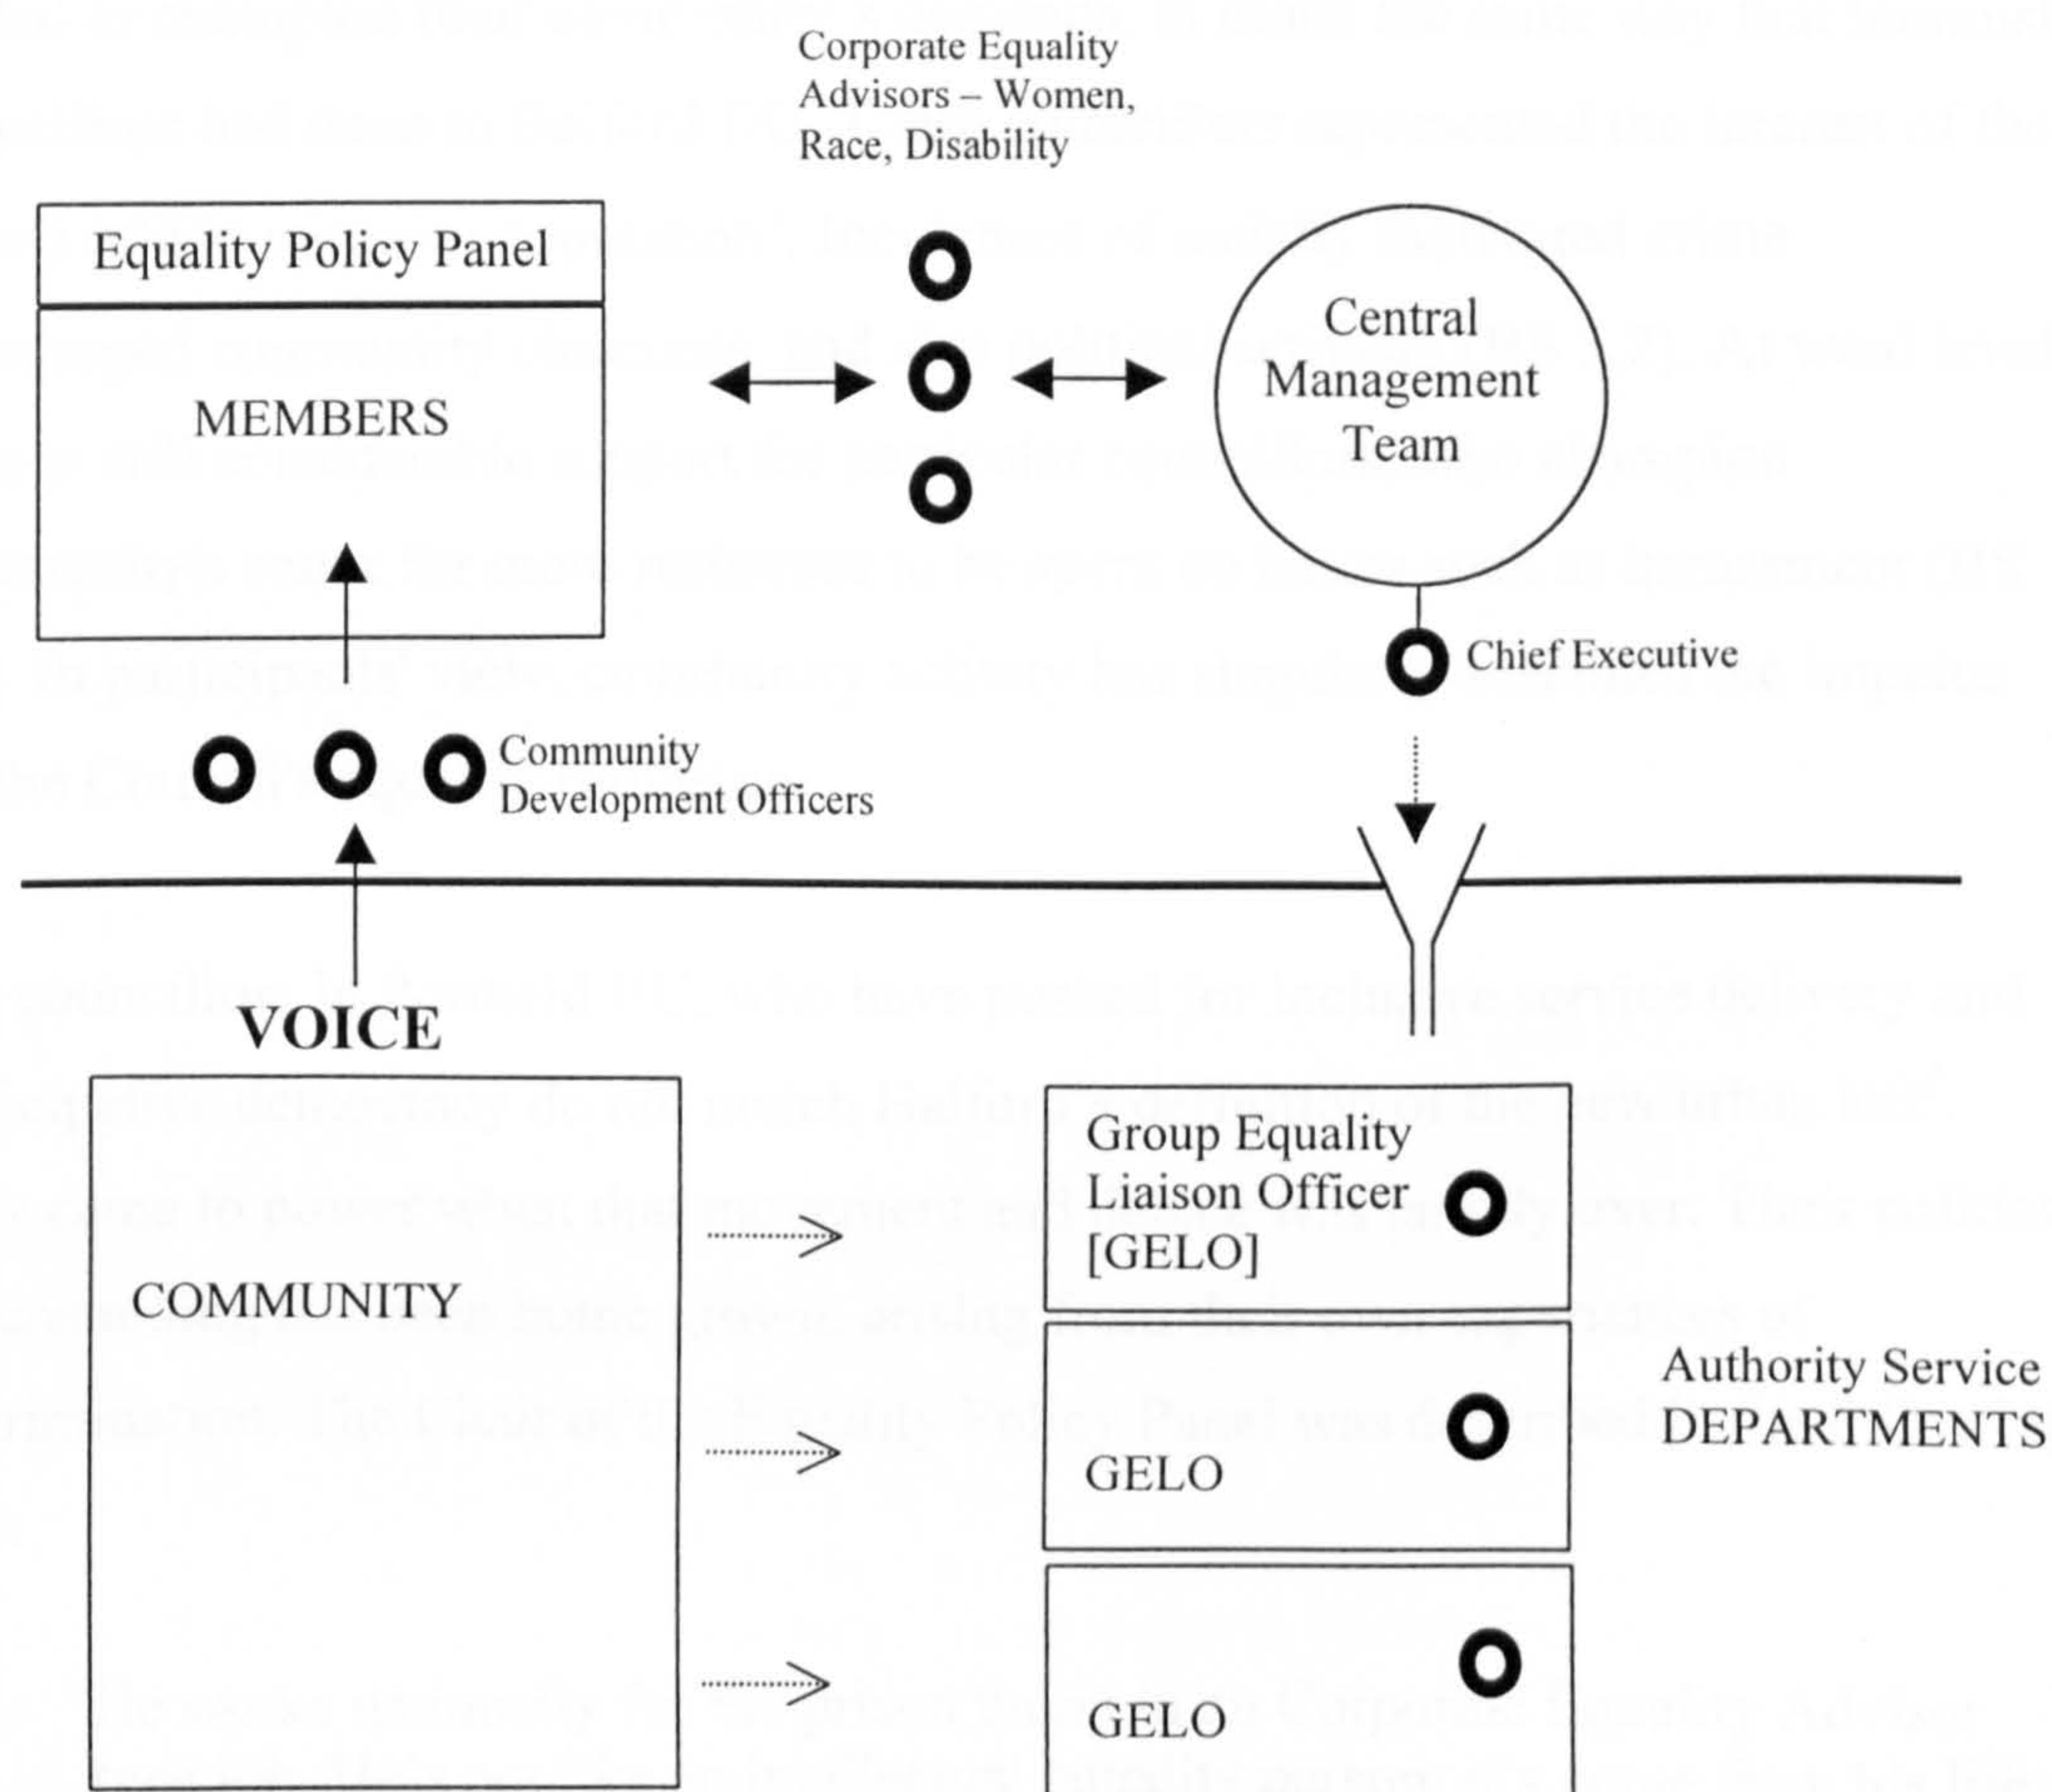 Corporate Equality
Advisors – Women,
Race, Disability
Equality Policy Panel
MEMBERS
Central
Management
Team
Chief Executive
Community
Development Officers
VOICE
COMMUNITY
Group Equality
Liaison Officer
[GELO]
GELO
GELO
Authority Service
DEPARTMENTS